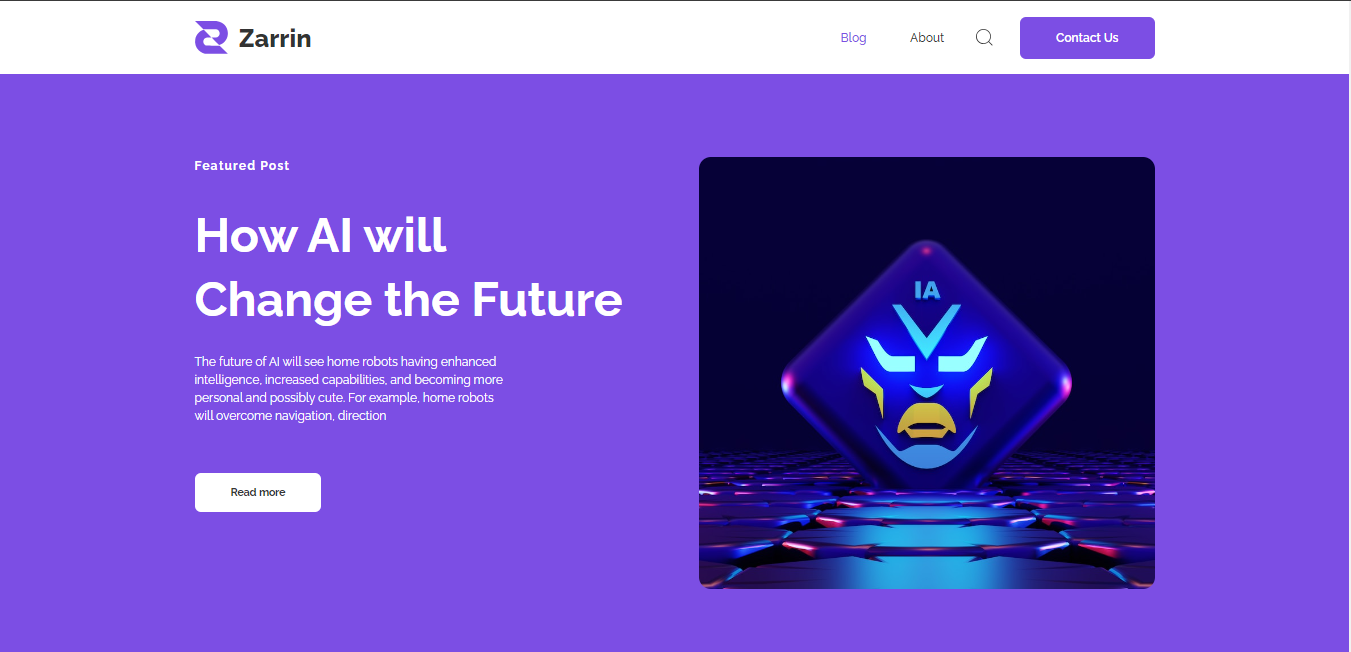 Zarrin
Blog
About
Contact Us
Featured Post
How AI will
Change the Future
The future of AI will see home robots having enhanced
intelligence, increased capabilities, and becoming more
personal and possibly cute. For example, home robots
will overcome navigation, direction
Read more
IA